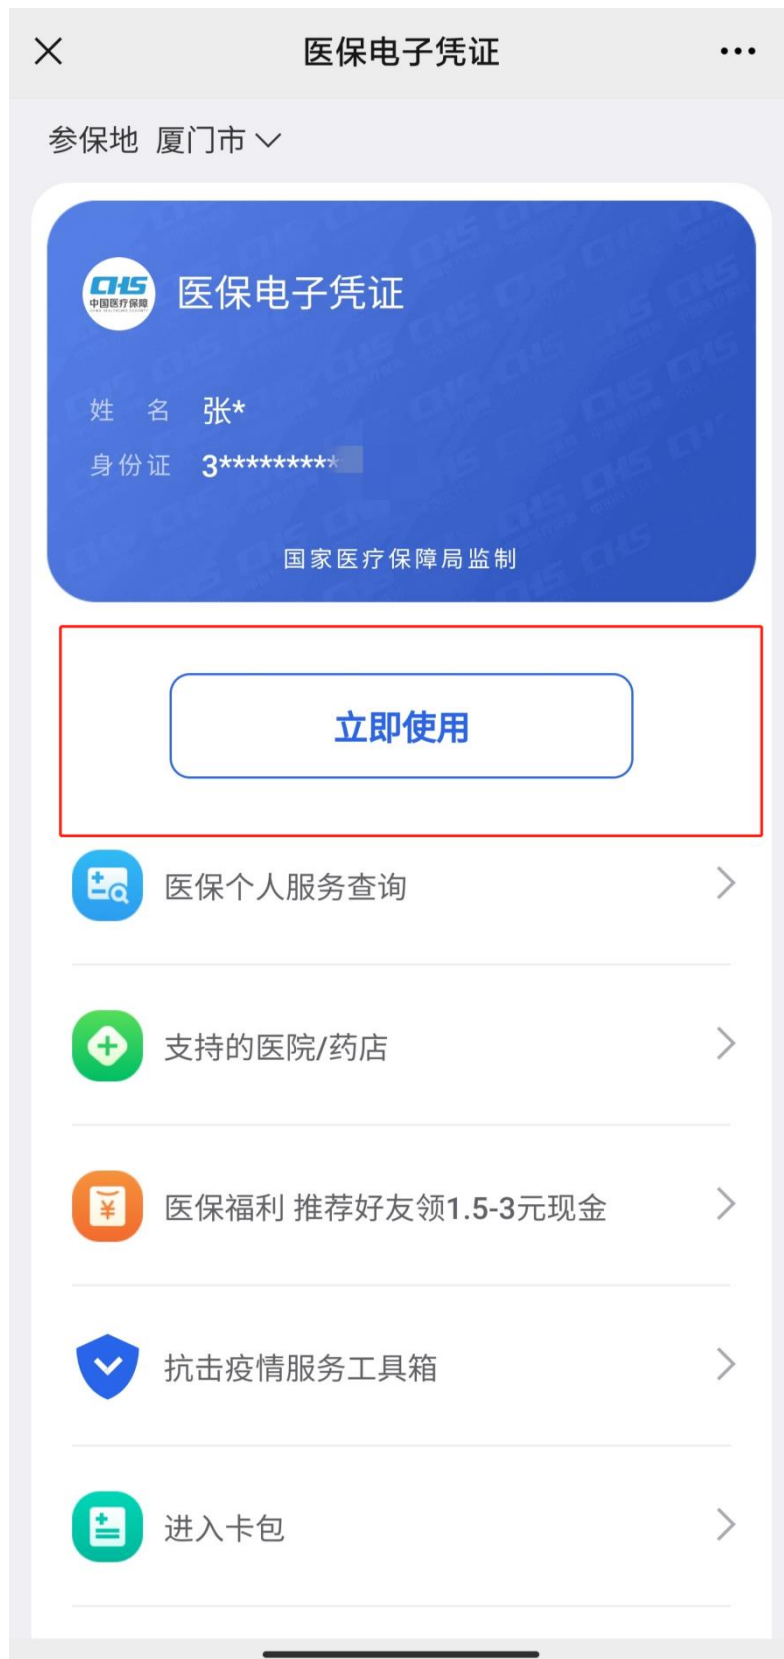 医保电子凭证
参保地 厦门市
CHS
中国医疗保障
医保电子凭证
姓 名 张*
身份证 3*********
国家医疗保障局监制
立即使用
医保个人服务查询
支持的医院/药店
医保福利 推荐好友领1.5-3元现金
抗击疫情服务工具箱
进入卡包